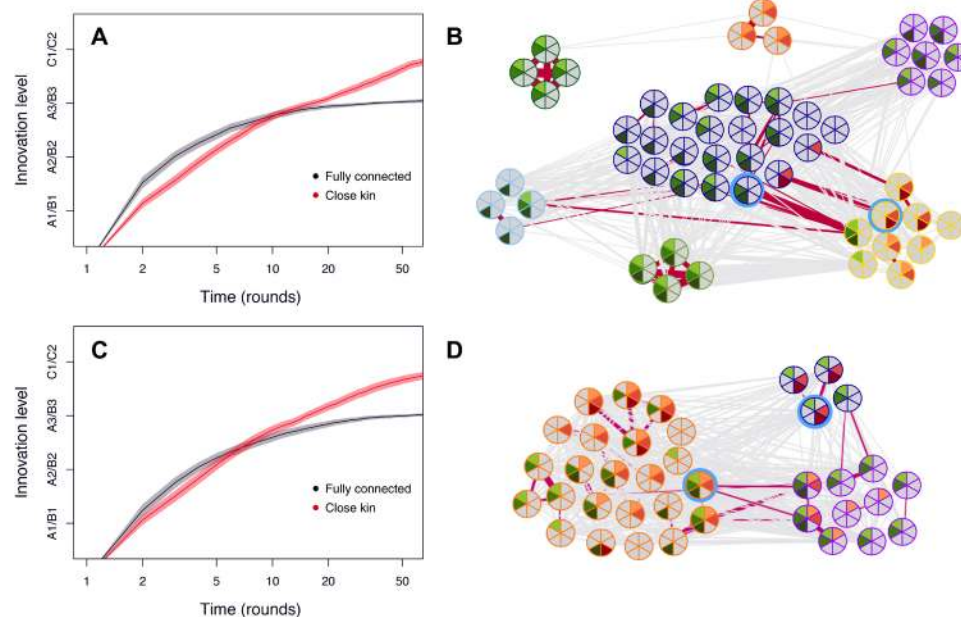 A
Innovation level
C1/C2
A3/B3
A2/B2
A1/B1
Fully connected
Close kin
1 2 5 10 20 50
Time (rounds)
B
C
Innovation level
C1/C2
A3/B3
A2/B2
A1/B1
Fully connected
Close kin
1 2 5 10 20 50
Time (rounds)
D